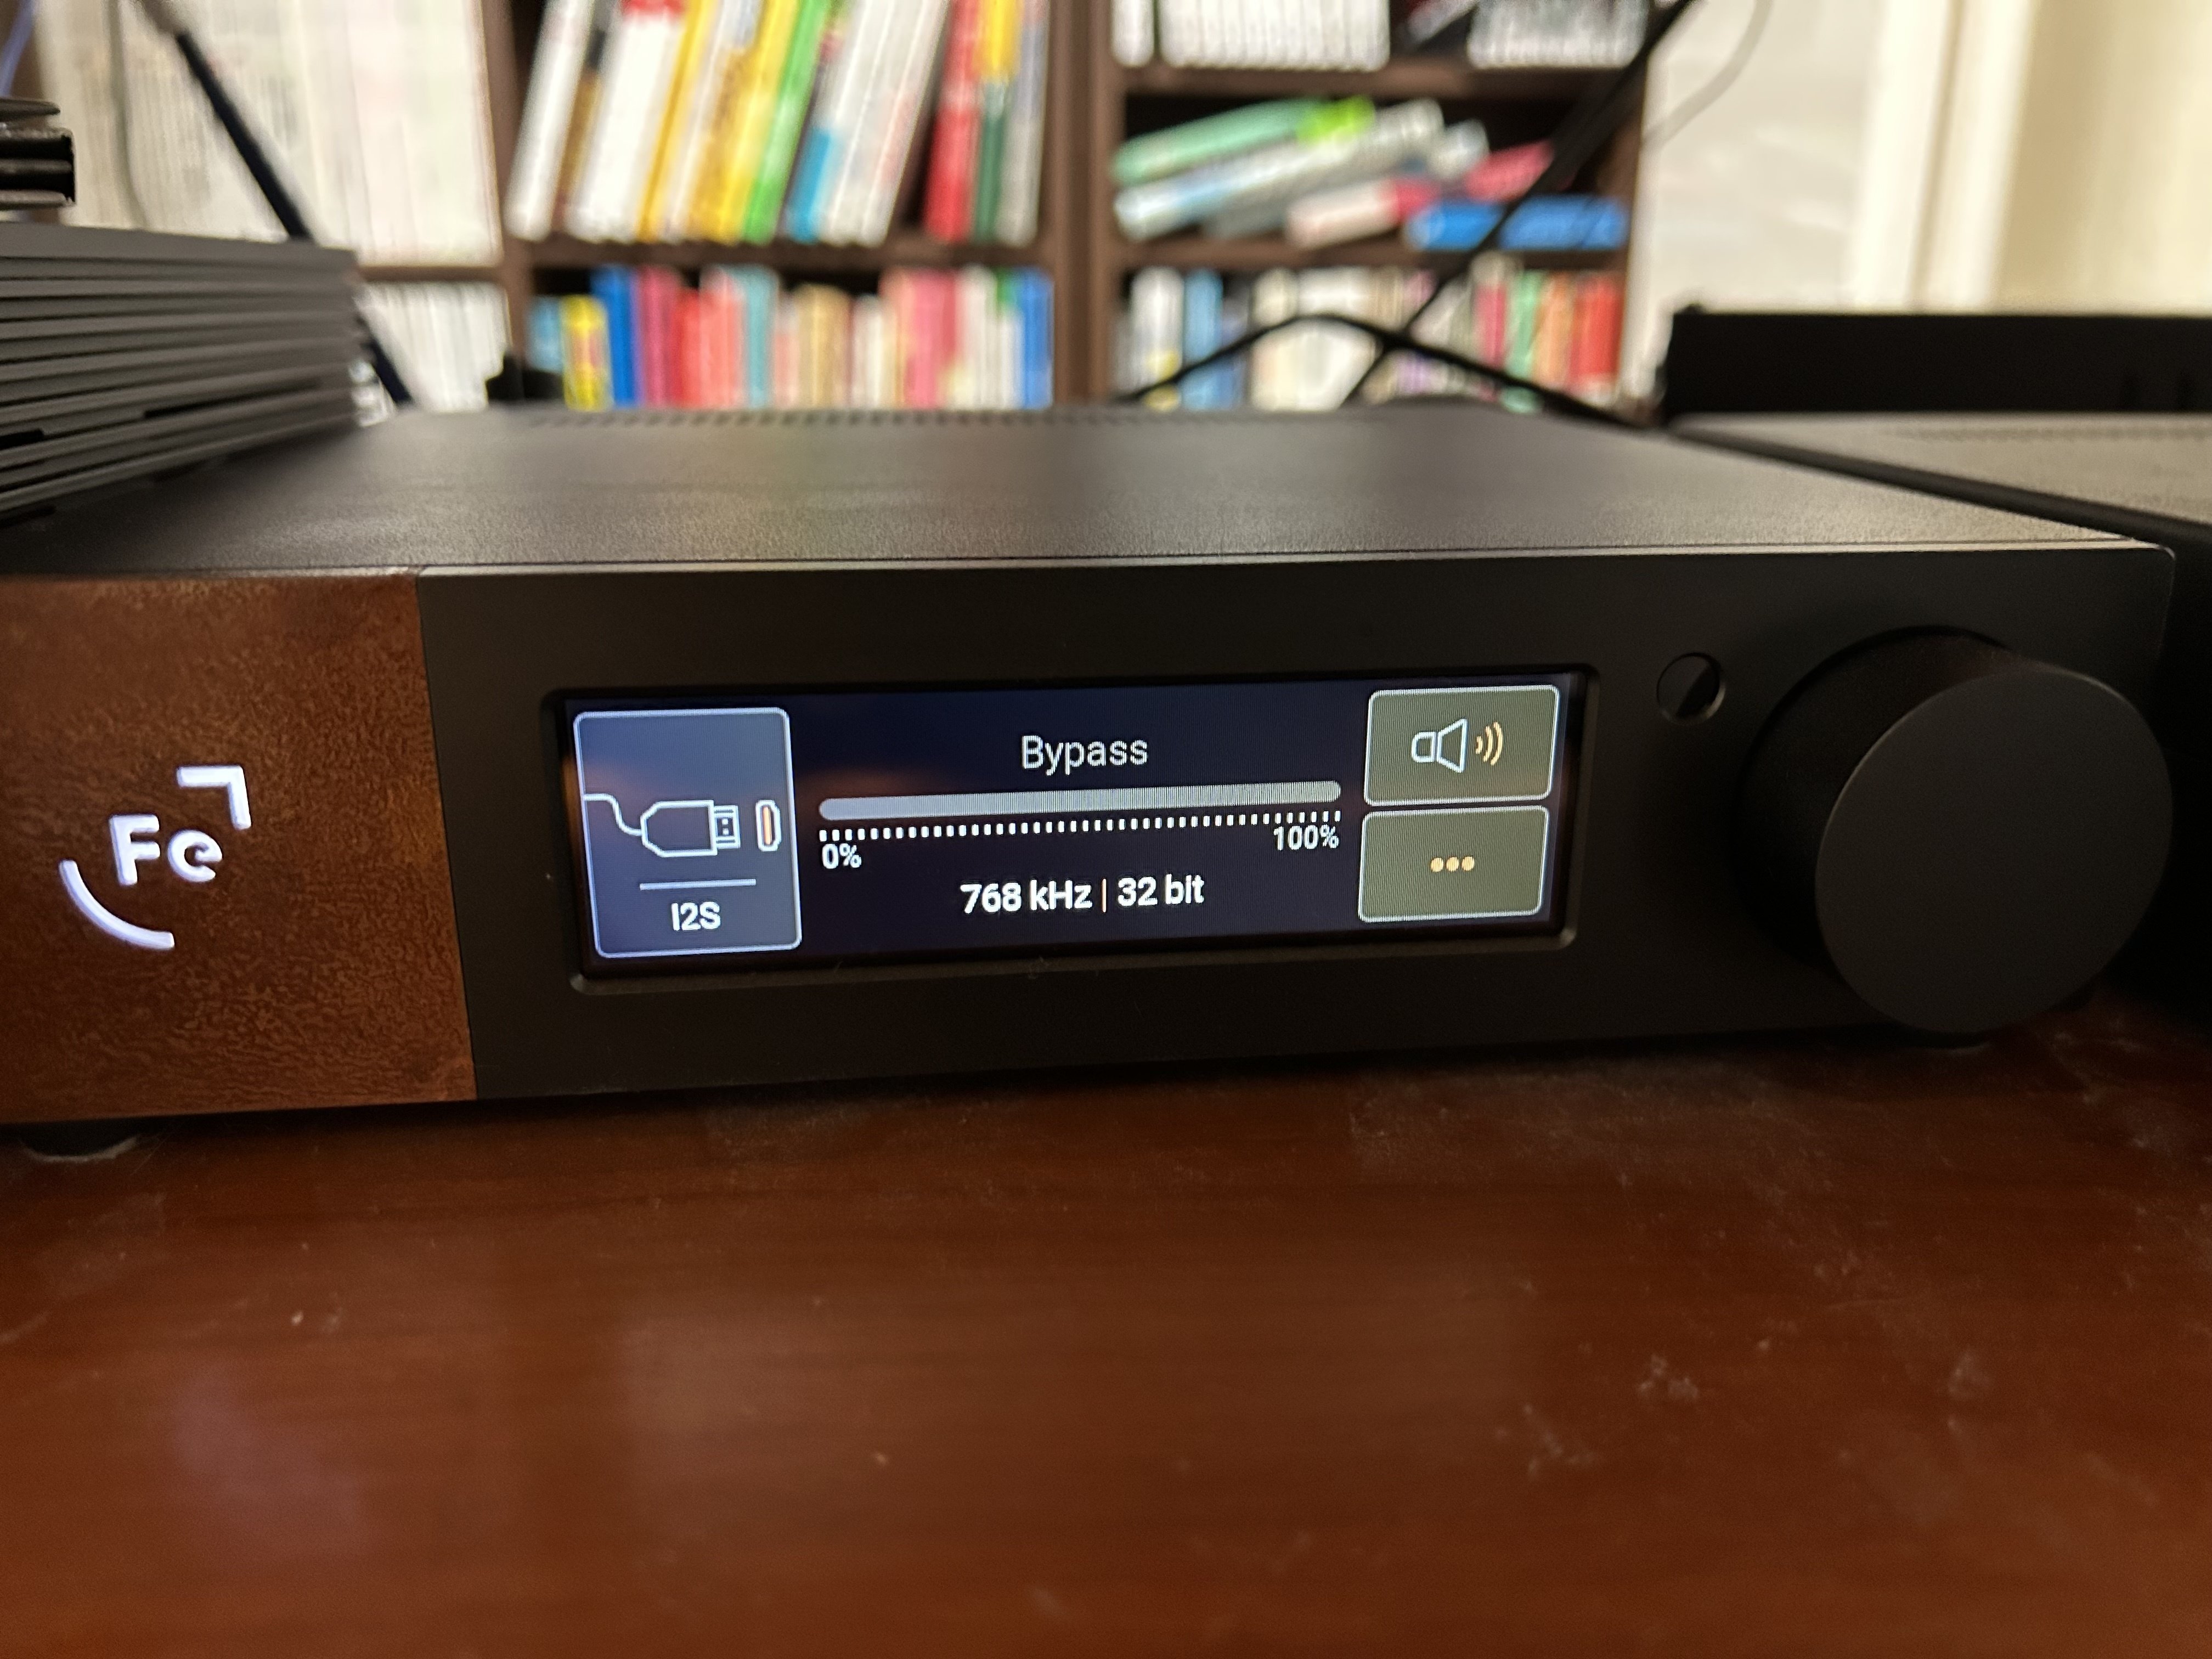 Fe
Bypass
0%
100%
768 kHz | 32 bit
I2S